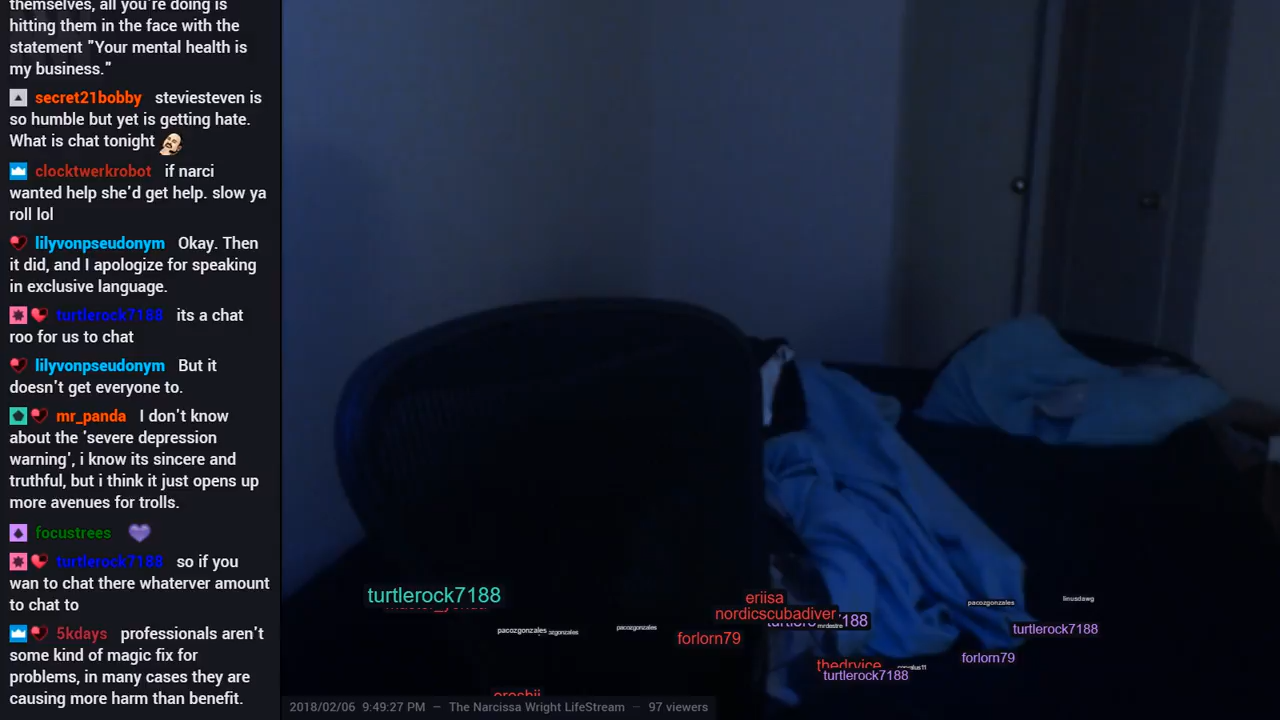 themselves, all you're doing is
hitting them in the face with the
statement "Your mental health is
my business."
secret21bobby steviesteven is
so humble but yet is getting hate.
What is chat tonight
clocktwerkrobot if narci
wanted help she'd get help. slow ya
roll lol
lilyvonpseudonym Okay. Then
it did, and I apologize for speaking
in exclusive language.
turtlerock7188 its a chat
roo for us to chat
lilyvonpseudonym But it
doesn't get everyone to.
mr_panda I don't know
about the 'severe depression
warning', i know its sincere and
truthful, but i think it just opens up
more avenues for trolls.
focustrees
turtlerock7188 so if you
wan to chat there whatever amount
to chat to
5kdays professionals aren't
some kind of magic fix for
problems, in many cases they are
causing more harm than benefit.
turtlerock7188
eriisa
nordicscubadiver
188
pacozgonzales
linusdawg
pacozgonzales
pacozgonzales
forlorn79
turtlerock7188
forlorn79
thedrvice
turtlerock7188
2018/02/06 9:49:27 PM – The Narcissa Wright LifeStream – 97 viewers